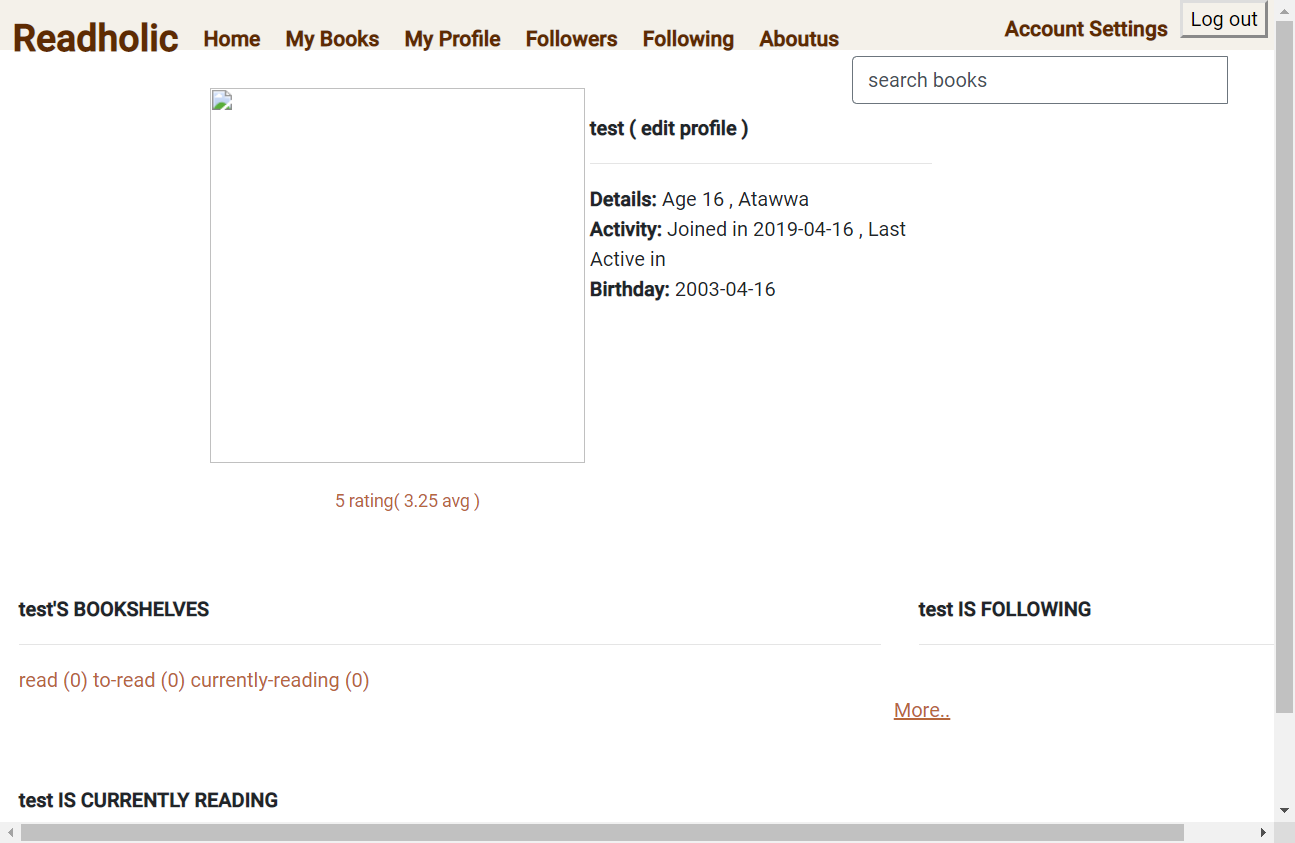 Readholic Home My Books My Profile Followers Following Aboutus Account Settings Log out
search books
test ( edit profile )
Details: Age 16 , Atawwa
Activity: Joined in 2019-04-16 , Last
Active in
Birthday: 2003-04-16
5 rating( 3.25 avg )
test'S BOOKSHELVES
read (0) to-read (0) currently-reading (0)
test IS FOLLOWING
More..
test IS CURRENTLY READING